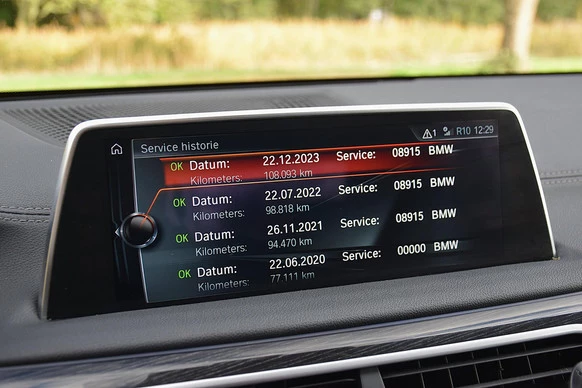 1 R10 12:29
Service historie
OK Datum: 22.12.2023 Service: 08915 BMW
Kilometers: 108.093 km
OK Datum: 22.07.2022 Service: 08915 BMW
Kilometers: 98.818 km
OK Datum: 26.11.2021 Service: 08915 BMW
Kilometers: 94.470 km
OK Datum: 22.06.2020 Service: 00000 BMW
Kilometers: 77.111 km